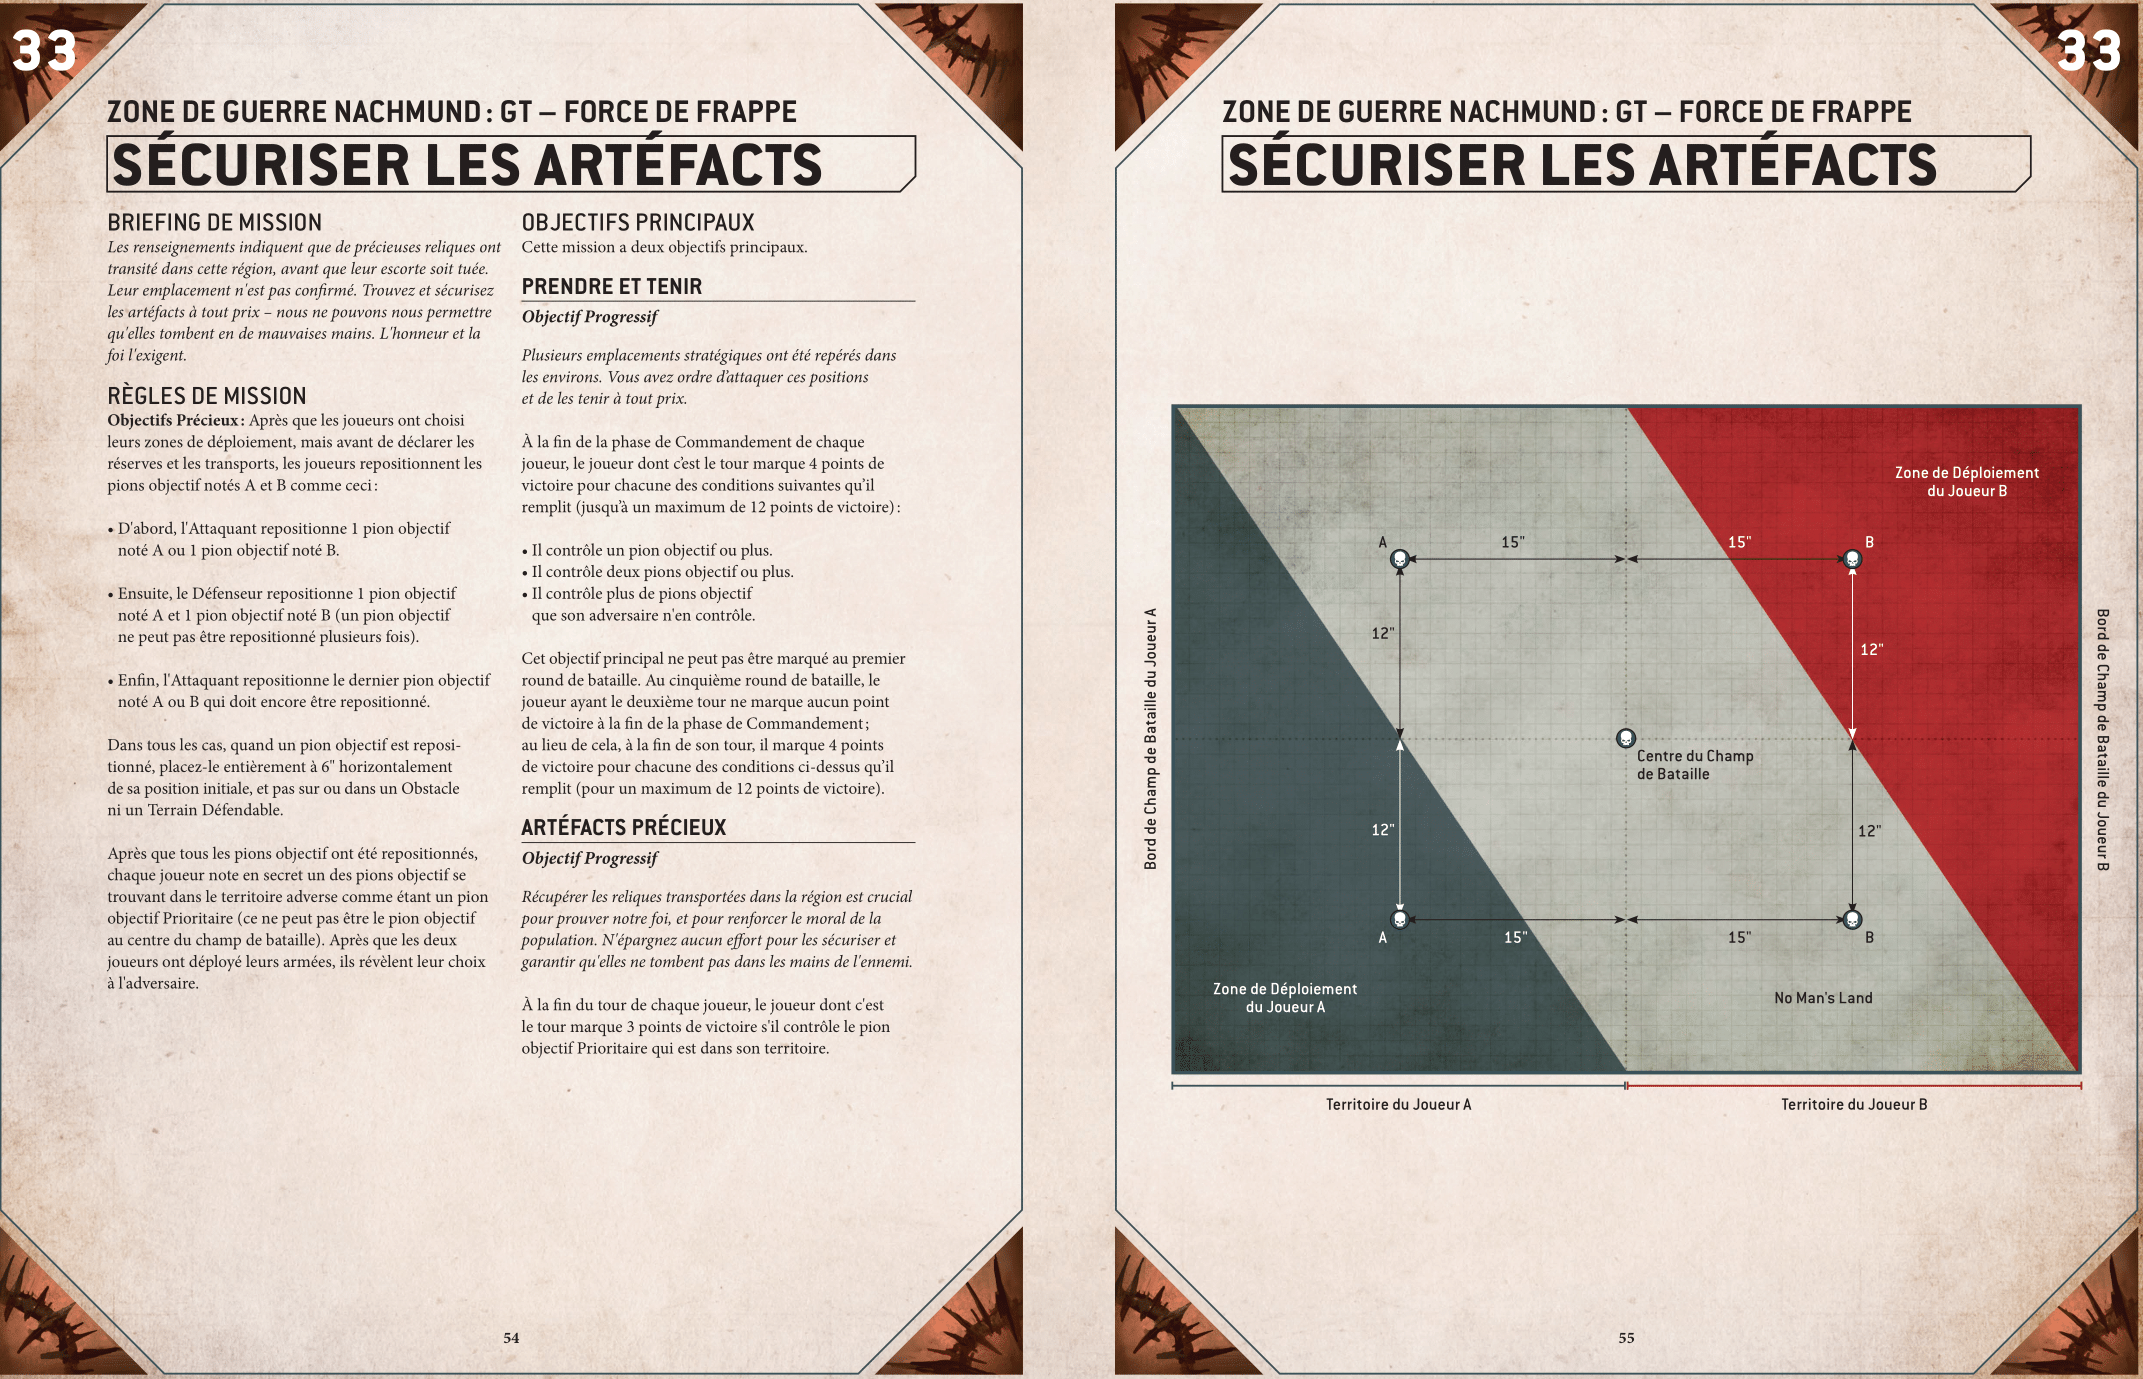 33
ZONE DE GUERRE NACHMUND : GT – FORCE DE FRAPPE
SÉCURISER LES ARTÉFACTS
BRIEFING DE MISSION
Les renseignements indiquent que de précieuses reliques ont
transité dans cette région, avant que leur escorte soit tuée.
Leur emplacement n'est pas confirmé. Trouvez et sécurisez
les artéfacts à tout prix – nous ne pouvons nous permettre
qu'elles tombent en de mauvaises mains. L'honneur et la
foi l'exigent.
RÈGLES DE MISSION
Objectifs Précieux : Après que les joueurs ont choisi
leurs zones de déploiement, mais avant de déclarer les
réserves et les transports, les joueurs repositionnent les
pions objectif notés A et B comme ceci :
• D'abord, l'Attaquant repositionne 1 pion objectif
noté A ou 1 pion objectif noté B.
• Ensuite, le Défenseur repositionne 1 pion objectif
noté A et 1 pion objectif noté B (un pion objectif
ne peut pas être repositionné plusieurs fois).
• Enfin, l'Attaquant repositionne le dernier pion objectif
noté A ou B qui doit encore être repositionné.
Dans tous les cas, quand un pion objectif est reposi-
tionné, placez-le entièrement à 6" horizontalement
de sa position initiale, et pas sur ou dans un Obstacle
ni un Terrain Défendable.
Après que tous les pions objectif ont été repositionnés,
chaque joueur note en secret un des pions objectif se
trouvant dans le territoire adverse comme étant un pion
objectif Prioritaire (ce ne peut pas être le pion objectif
au centre du champ de bataille). Après que les deux
joueurs ont déployé leurs armées, ils révèlent leur choix
à l'adversaire.
OBJECTIFS PRINCIPAUX
Cette mission a deux objectifs principaux.
PRENDRE ET TENIR
Objectif Progressif
Plusieurs emplacements stratégiques ont été repérés dans
les environs. Vous avez ordre d’attaquer ces positions
et de les tenir à tout prix.
À la fin de la phase de Commandement de chaque
joueur, le joueur dont c’est le tour marque 4 points de
victoire pour chacune des conditions suivantes qu’il
remplit (jusqu’à un maximum de 12 points de victoire) :
• Il contrôle un pion objectif ou plus.
• Il contrôle deux pions objectif ou plus.
• Il contrôle plus de pions objectif
que son adversaire n'en contrôle.
Cet objectif principal ne peut pas être marqué au premier
round de bataille. Au cinquième round de bataille, le
joueur ayant le deuxième tour ne marque aucun point
de victoire à la fin de la phase de Commandement ;
au lieu de cela, à la fin de son tour, il marque 4 points
de victoire pour chacune des conditions ci-dessus qu’il
remplit (pour un maximum de 12 points de victoire).
ARTÉFACTS PRÉCIEUX
Objectif Progressif
Récupérer les reliques transportées dans la région est crucial
pour prouver notre foi, et pour renforcer le moral de la
population. N'épargnez aucun effort pour les sécuriser et
garantir qu'elles ne tombent pas dans les mains de l'ennemi.
À la fin du tour de chaque joueur, le joueur dont c'est
le tour marque 3 points de victoire s'il contrôle le pion
objectif Prioritaire qui est dans son territoire.
54
33
ZONE DE GUERRE NACHMUND : GT – FORCE DE FRAPPE
SÉCURISER LES ARTÉFACTS
Zone de Déploiement
du Joueur B
A
15"
15"
B
12"
12"
Bord de Champ de Bataille du Joueur A
Bord de Champ de Bataille du Joueur B
Centre du Champ
de Bataille
12"
12"
A
15"
15"
B
Zone de Déploiement
du Joueur A
No Man's Land
Territoire du Joueur A
Territoire du Joueur B
55